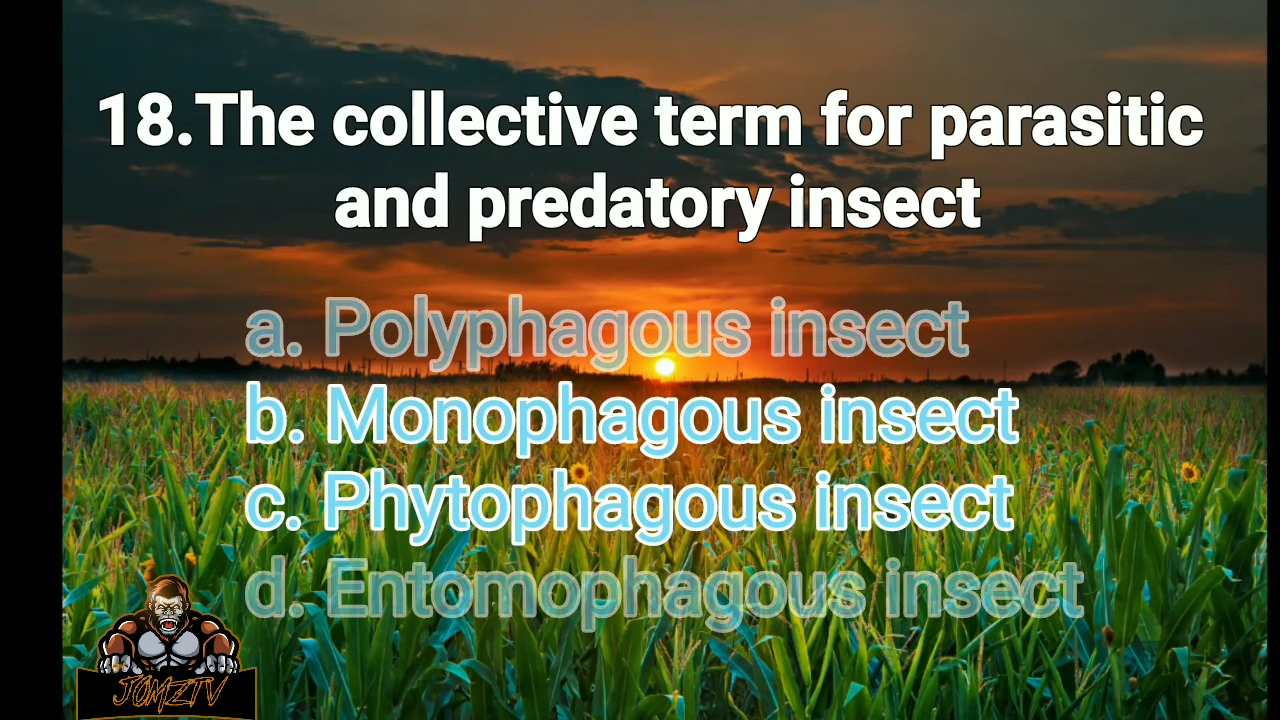 18.The collective term for parasitic
and predatory insect
a. Polyphagous insect
b. Monophagous insect
c. Phytophagous insect
d. Entomophagous insect
JOMZTV